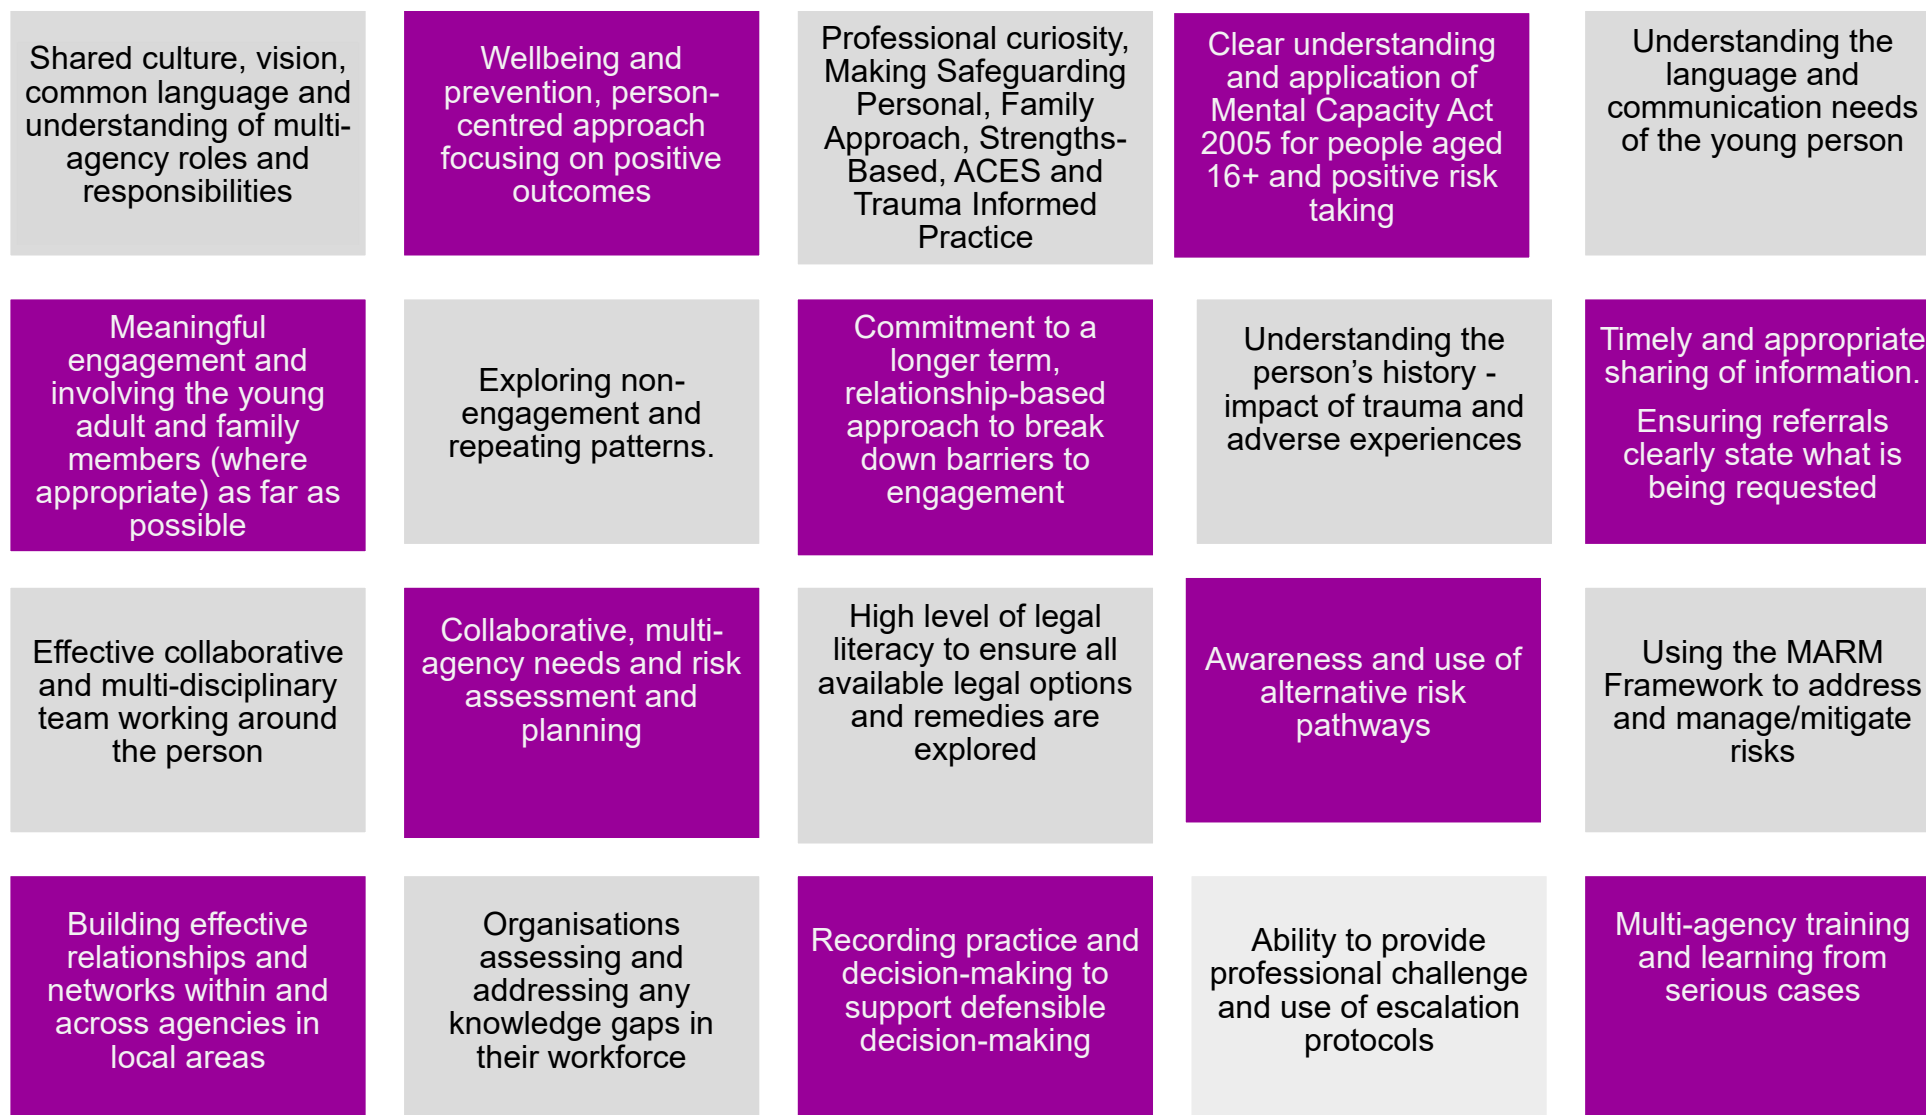 Shared culture, vision,
common language and
understanding of multi-
agency roles and
responsibilities
Wellbeing and
prevention, person-
centred approach
focusing on positive
outcomes
Professional curiosity,
Making Safeguarding
Personal, Family
Approach, Strengths-
Based, ACES and
Trauma Informed
Practice
Clear understanding
and application of
Mental Capacity Act
2005 for people aged
16+ and positive risk
taking
Understanding the
language and
communication needs
of the young person
Meaningful
engagement and
involving the young
adult and family
members (where
appropriate) as far as
possible
Exploring non-
engagement and
repeating patterns.
Commitment to a
longer term,
relationship-based
approach to break
down barriers to
engagement
Understanding the
person’s history -
impact of trauma and
adverse experiences
Timely and appropriate
sharing of information.
Ensuring referrals
clearly state what is
being requested
Effective collaborative
and multi-disciplinary
team working around
the person
Collaborative, multi-
agency needs and risk
assessment and
planning
High level of legal
literacy to ensure all
available legal options
and remedies are
explored
Awareness and use of
alternative risk
pathways
Using the MARM
Framework to address
and manage/mitigate
risks
Building effective
relationships and
networks within and
across agencies in
local areas
Organisations
assessing and
addressing any
knowledge gaps in
their workforce
Recording practice and
decision-making to
support defensible
decision-making
Ability to provide
professional challenge
and use of escalation
protocols
Multi-agency training
and learning from
serious cases